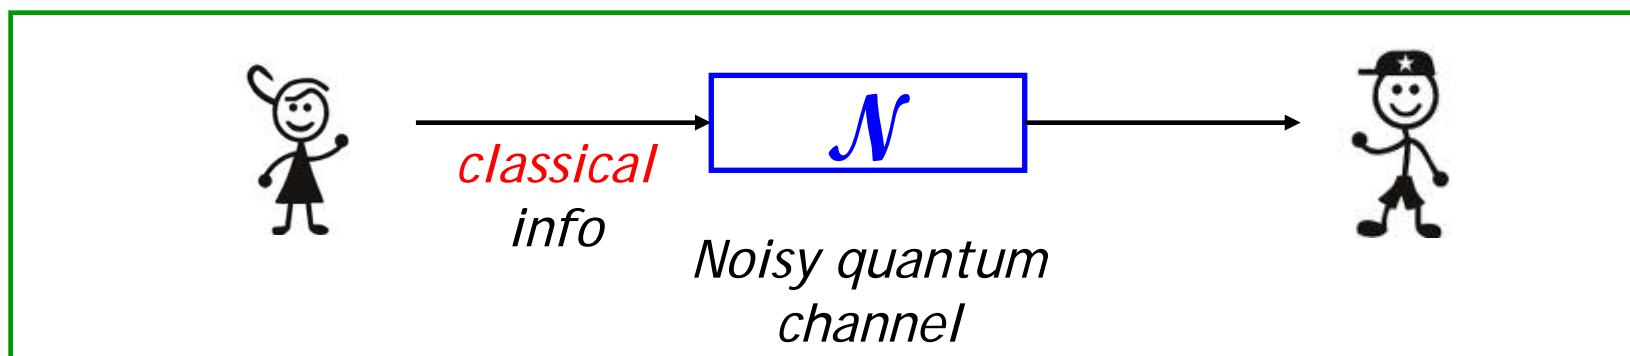 𝒩
classical
info
Noisy quantum
channel